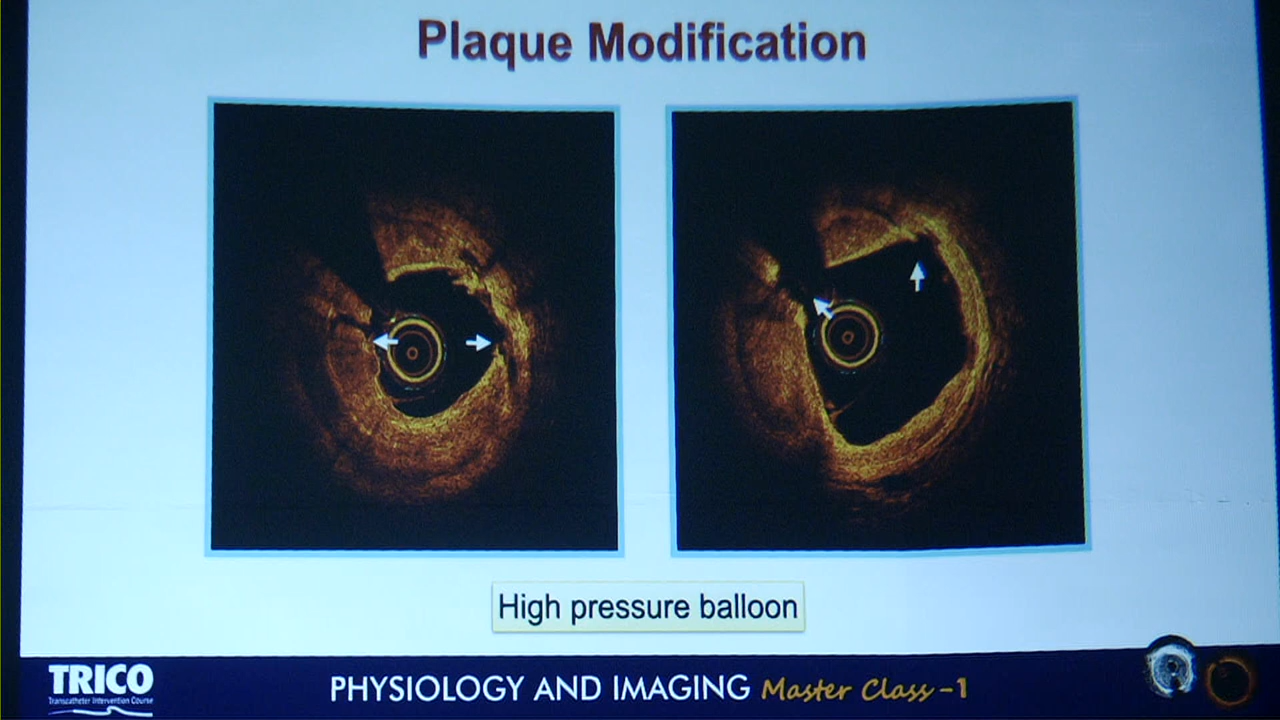 Plaque Modification
High pressure balloon
TRICO
Transcatheter Intervention Course
PHYSIOLOGY AND IMAGING Master Class -1